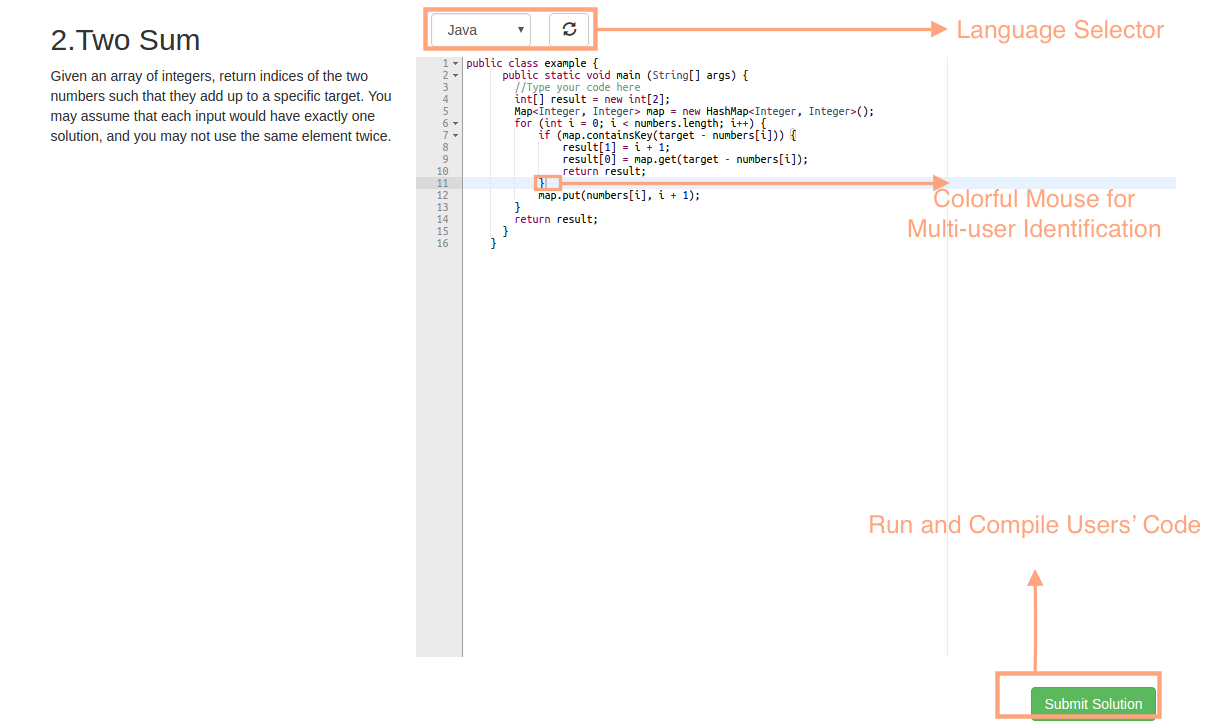 2.Two Sum
Given an array of integers, return indices of the two
numbers such that they add up to a specific target. You
may assume that each input would have exactly one
solution, and you may not use the same element twice.
Java
Language Selector
1 public class example {
2 public static void main (String[] args) {
3 //Type your code here
4 int[] result = new int[2];
5 Map<Integer, Integer> map = new HashMap<Integer, Integer>();
6 for (int i = 0; i < numbers.length; i++) {
7 if (map.containsKey(target - numbers[i])) {
8 result[1] = i + 1;
9 result[0] = map.get(target - numbers[i]);
10 return result;
11 }
12 map.put(numbers[i], i + 1);
13 }
14 return result;
15 }
16 }
Colorful Mouse for
Multi-user Identification
Run and Compile Users’ Code
Submit Solution